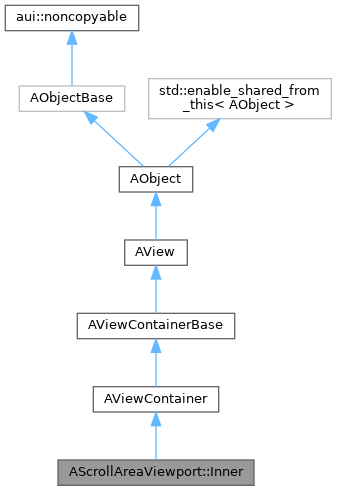 aui::noncopyable
AObjectBase
std::enable_shared_from
_this< AObject >
AObject
AView
AViewContainerBase
AViewContainer
AScrollAreaViewport::Inner